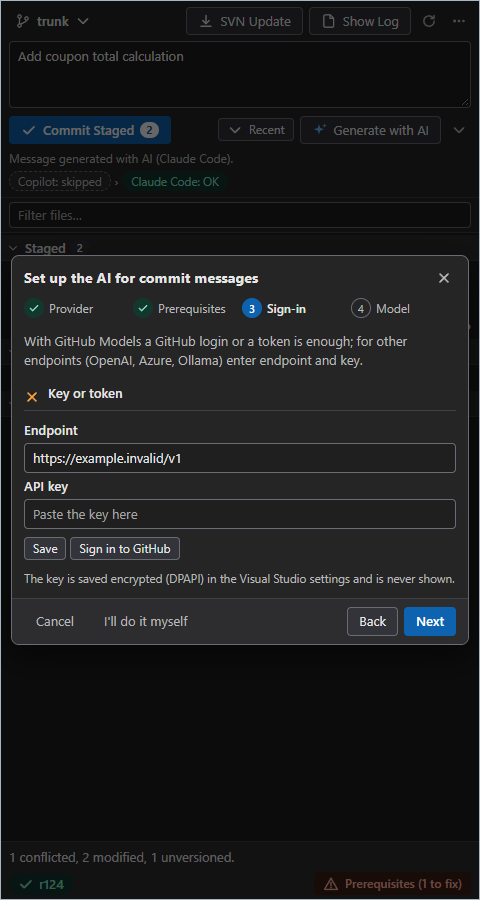 trunk
SVN Update
Show Log
Add coupon total calculation
Commit Staged 2
Recent
Generate with AI
Message generated with AI (Claude Code).
Copilot: skipped › Claude Code: OK
Filter files...
Staged 2
Set up the AI for commit messages
Provider
Prerequisites
3 Sign-in
4 Model
With GitHub Models a GitHub login or a token is enough; for other
endpoints (OpenAI, Azure, Ollama) enter endpoint and key.
Key or token
Endpoint
https://example.invalid/v1
API key
Paste the key here
Save
Sign in to GitHub
The key is saved encrypted (DPAPI) in the Visual Studio settings and is never shown.
Cancel
I'll do it myself
Back
Next
1 conflicted, 2 modified, 1 unversioned.
r124
Prerequisites (1 to fix)